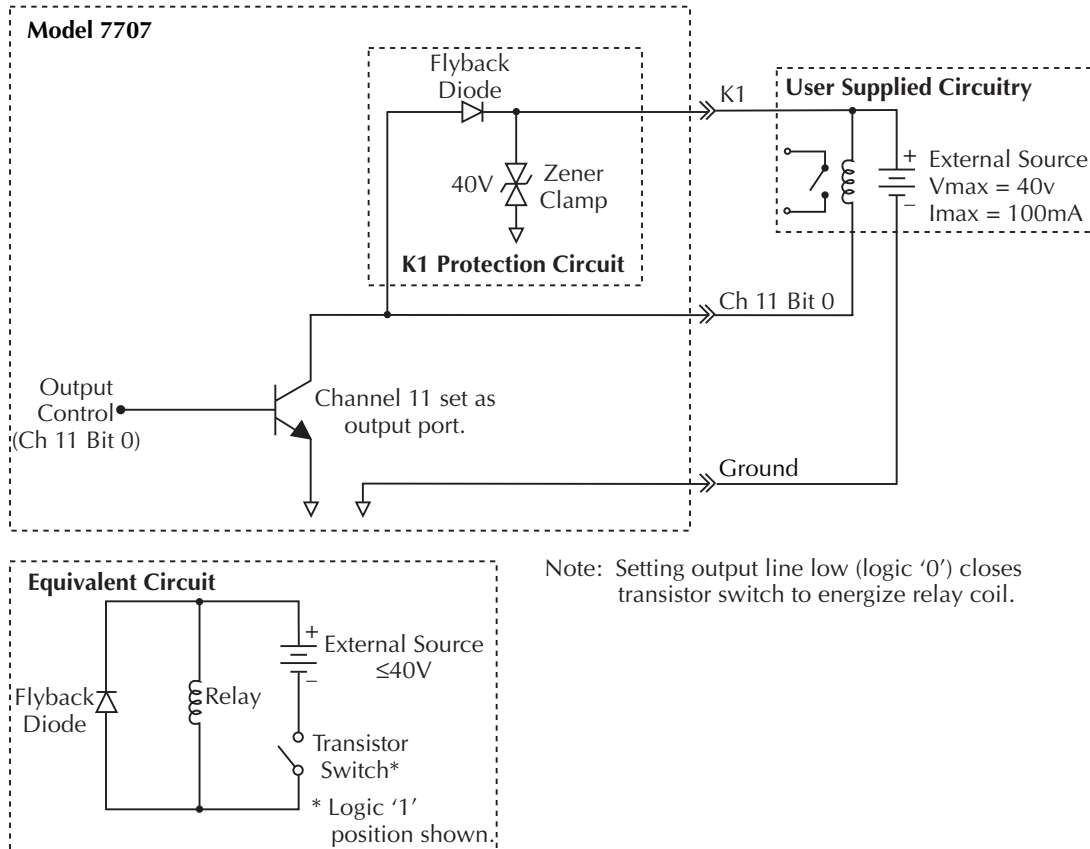 Model 7707
Flyback
Diode
40V
Zener
Clamp
K1 Protection Circuit
K1
User Supplied Circuitry
+
External Source
Vmax = 40v
Imax = 100mA
–
Ch 11 Bit 0
Output
Control
(Ch 11 Bit 0)
Channel 11 set as
output port.
Ground
Equivalent Circuit
+
External Source
≤40V
–
Flyback
Diode
Relay
Transistor
Switch*
* Logic ‘1’
position shown.
Note: Setting output line low (logic ‘0’) closes
transistor switch to energize relay coil.